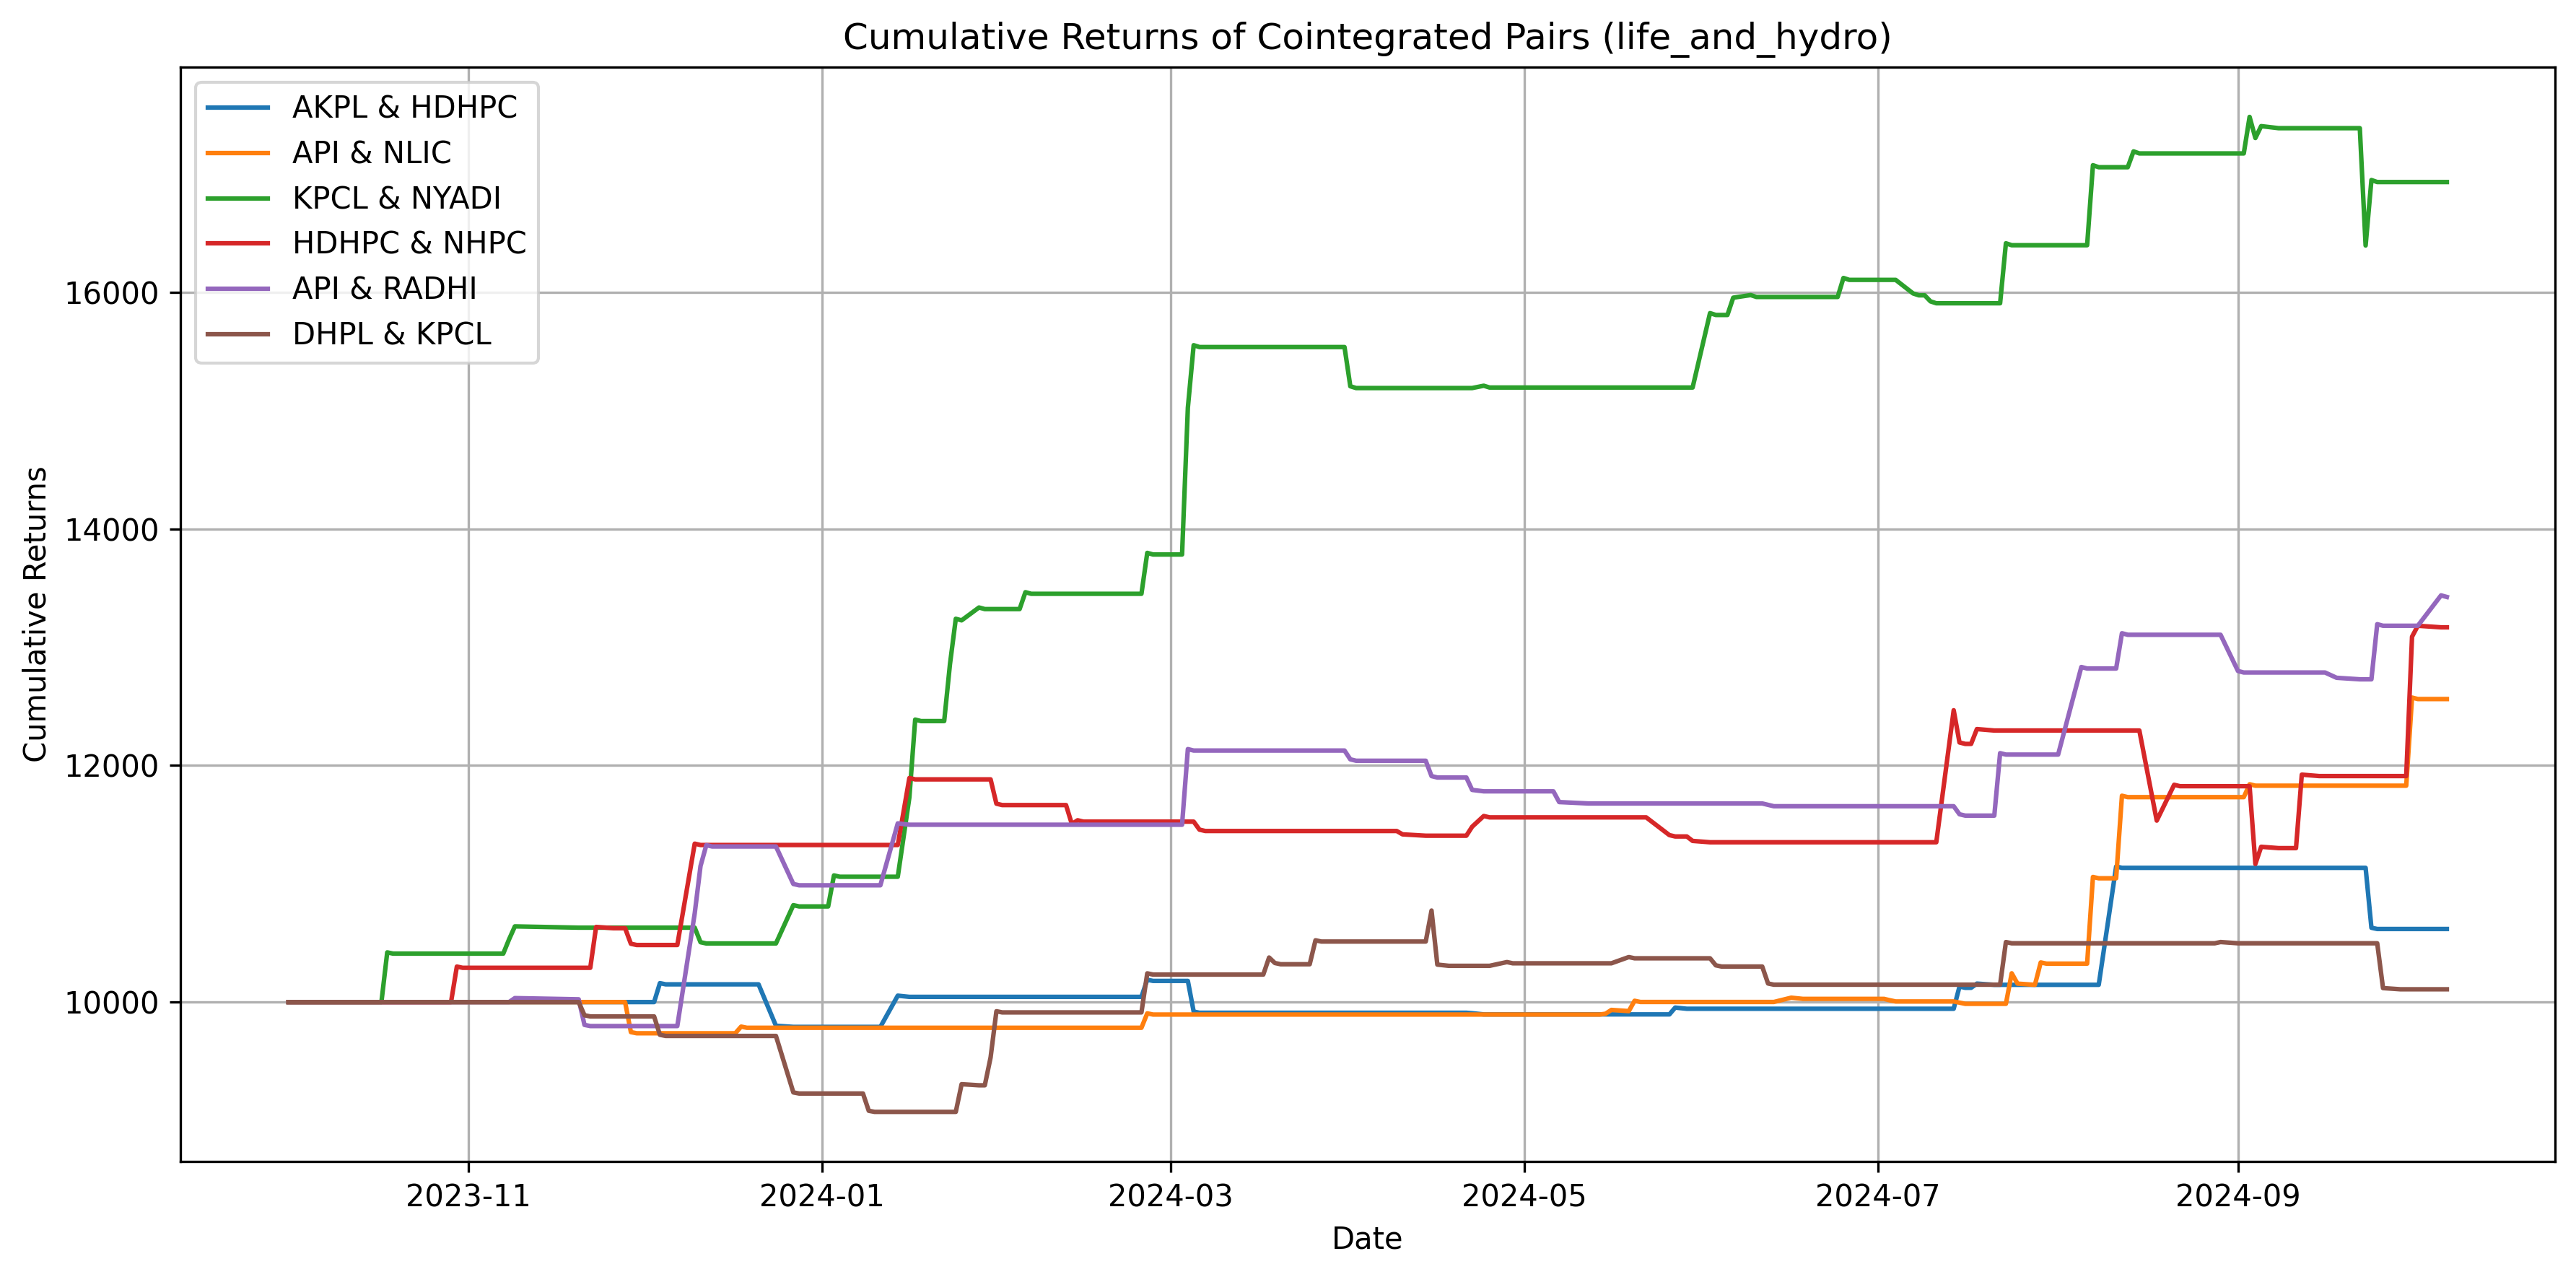 Cumulative Returns of Cointegrated Pairs (life_and_hydro)
AKPL & HDHPC
API & NLIC
KPCL & NYADI
HDHPC & NHPC
API & RADHI
DHPL & KPCL
Cumulative Returns
16000
14000
12000
10000
2023-11
2024-01
2024-03
2024-05
2024-07
2024-09
Date